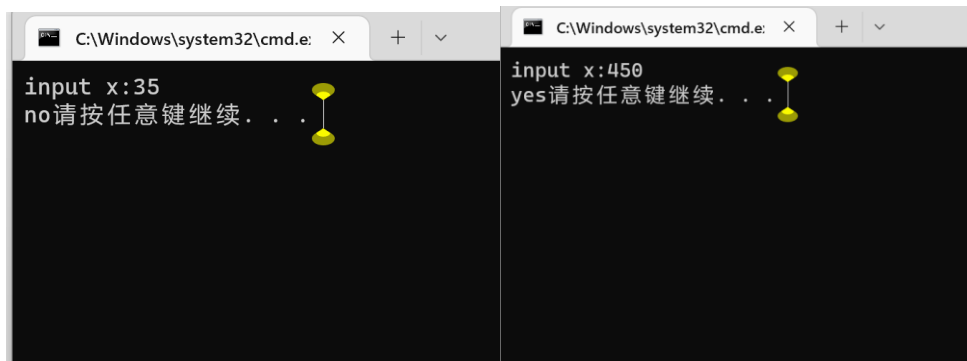 C:\Windows\system32\cmd.e:
input x:35
no请按任意键继续. . .
C:\Windows\system32\cmd.e:
input x:450
yes请按任意键继续. . .